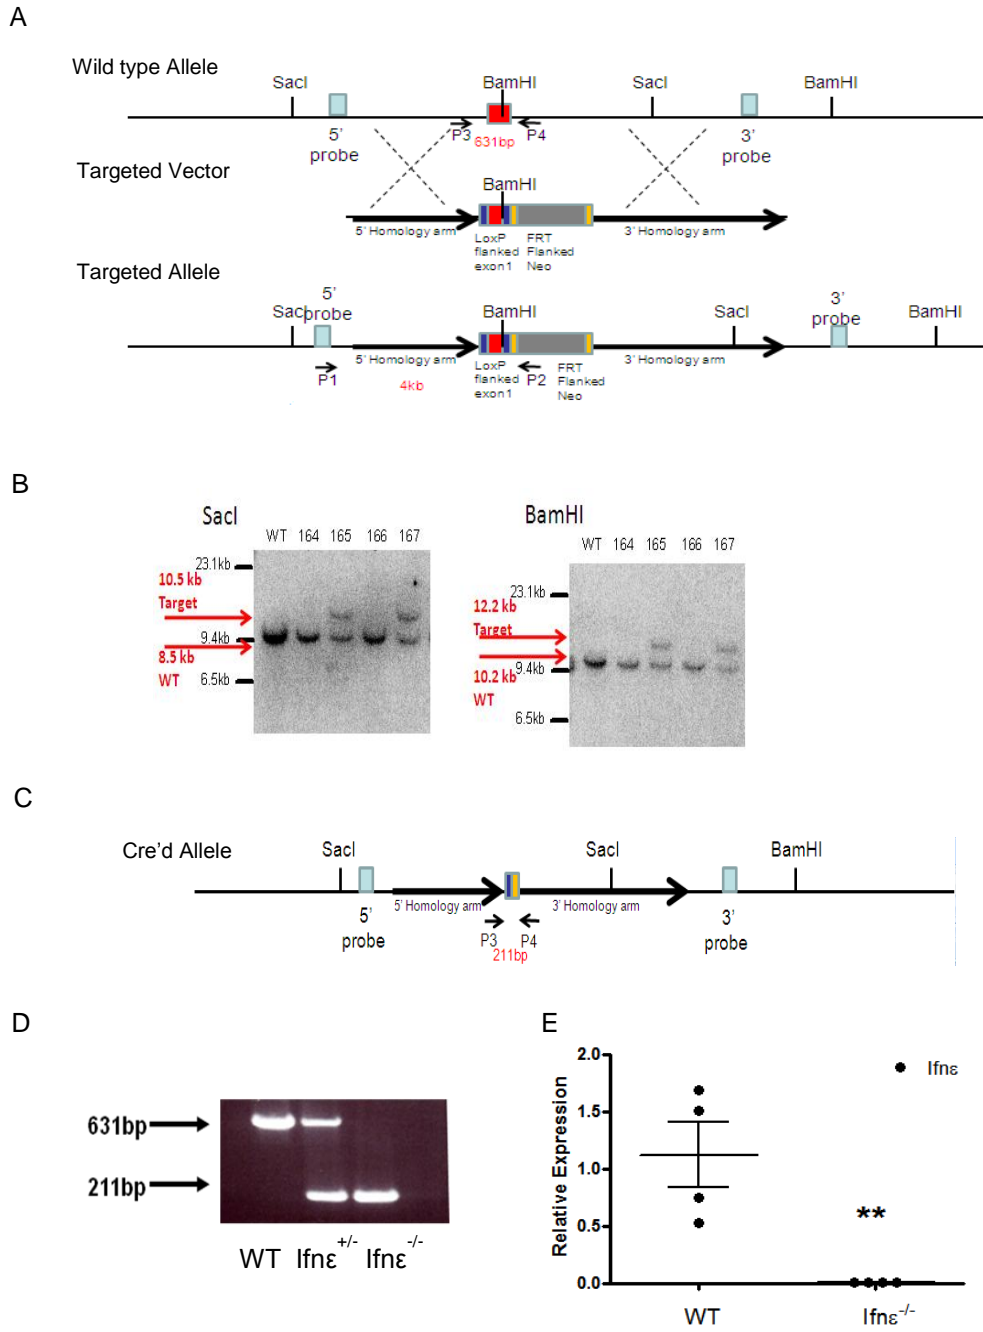 A
Wild type Allele
SacI
BamHI
SacI
BamHI
P3
P4
631bp
5'
probe
3'
probe
Targeted Vector
BamHI
5' Homology arm
LoxP
flanked
exon1
FRT
Flanked
Neo
3' Homology arm
Targeted Allele
SacI
5'
probe
BamHI
SacI
3'
probe
BamHI
5' Homology arm
3' Homology arm
P1
4kb
LoxP
flanked
exon1
P2
FRT
Flanked
Neo
B
SacI
WT 164 165 166 167
23.1kb
10.5 kb
Target
9.4kb
8.5kb
WT
6.5kb
BamHI
WT 164 165 166 167
23.1kb
12.2 kb
Target
9.4kb
10.2kb
WT
6.5kb
C
Cre'd Allele
SacI
SacI
BamHI
5' Homology arm
3' Homology arm
5'
probe
P3
P4
211bp
3'
probe
D
631bp
211bp
WT Ifnε+/- Ifnε-/-
E
Relative Expression
2.0
1.5
1.0
0.5
0.0
Ifnε
**
WT
Ifnε-/-